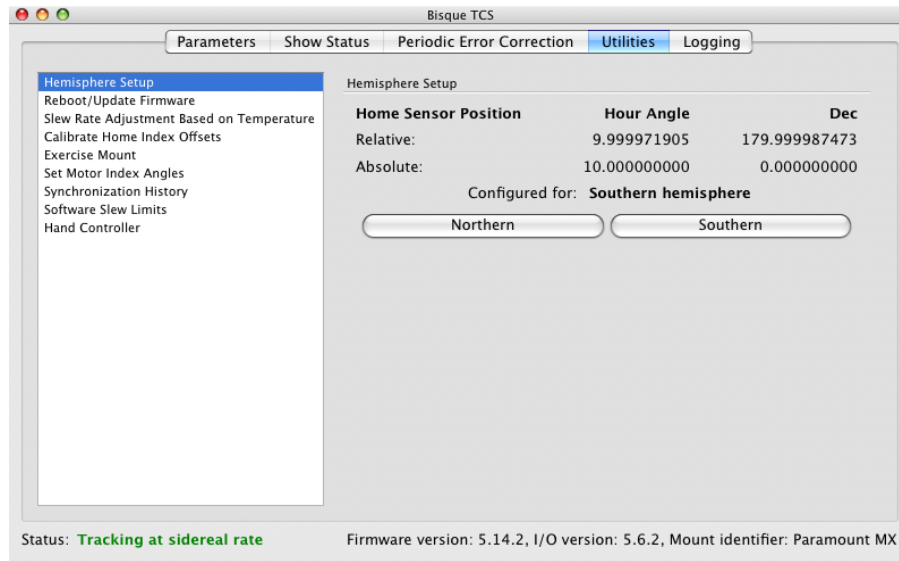 Bisque TCS
Parameters Show Status Periodic Error Correction Utilities Logging
Hemisphere Setup
Reboot/Update Firmware
Slew Rate Adjustment Based on Temperature
Calibrate Home Index Offsets
Exercise Mount
Set Motor Index Angles
Synchronization History
Software Slew Limits
Hand Controller
Hemisphere Setup
Home Sensor Position Hour Angle Dec
Relative: 9.999971905 179.999987473
Absolute: 10.000000000 0.000000000
Configured for: Southern hemisphere
Northern Southern
Status: Tracking at sidereal rate Firmware version: 5.14.2, I/O version: 5.6.2, Mount identifier: Paramount MX